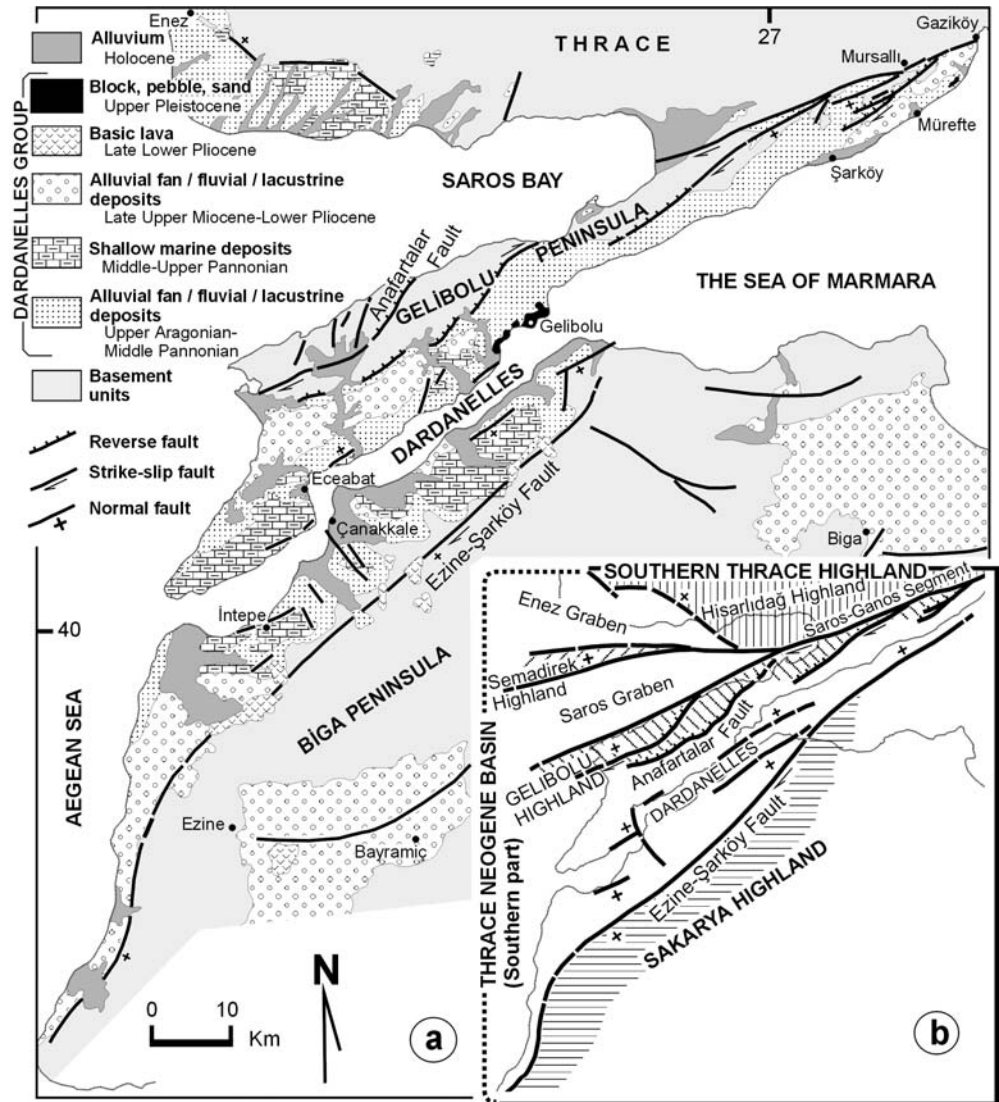 Enez
THRACE
27
Gaziköy
Mursallı
Mürefte
Şarköy
Alluvium
Holocene
DARDANELLES GROUP
Block, pebble, sand
Upper Pleistocene
Basic lava
Late Lower Pliocene
Alluvial fan / fluvial / lacustrine
deposits
Late Upper Miocene-Lower Pliocene
Shallow marine deposits
Middle-Upper Pannonian
Alluvial fan / fluvial / lacustrine
deposits
Upper Aragonian-
Middle Pannonian
Basement
units
Reverse fault
Strike-slip fault
Normal fault
SAROS BAY
GELİBOLU PENINSULA
Anafartalar
Fault
THE SEA OF MARMARA
Gelibolu
DARDANELLES
Eceabat
Çanakkale
Ezine-Şarköy Fault
Biga
İntepe
40
AEGEAN SEA
BİGA PENINSULA
Ezine
Bayramiç
N
0 10
Km
a
SOUTHERN THRACE HIGHLAND
Hisarlıdağ Highland
Enez Graben
Saros-Ganos Segment
Semadirek
Highland
Saros Graben
GELIBOLU
HIGHLAND
Anafartalar Fault
DARDANELLES
Ezine-Şarköy Fault
SAKARYA HIGHLAND
THRACE NEOGENE BASIN
(Southern part)
b